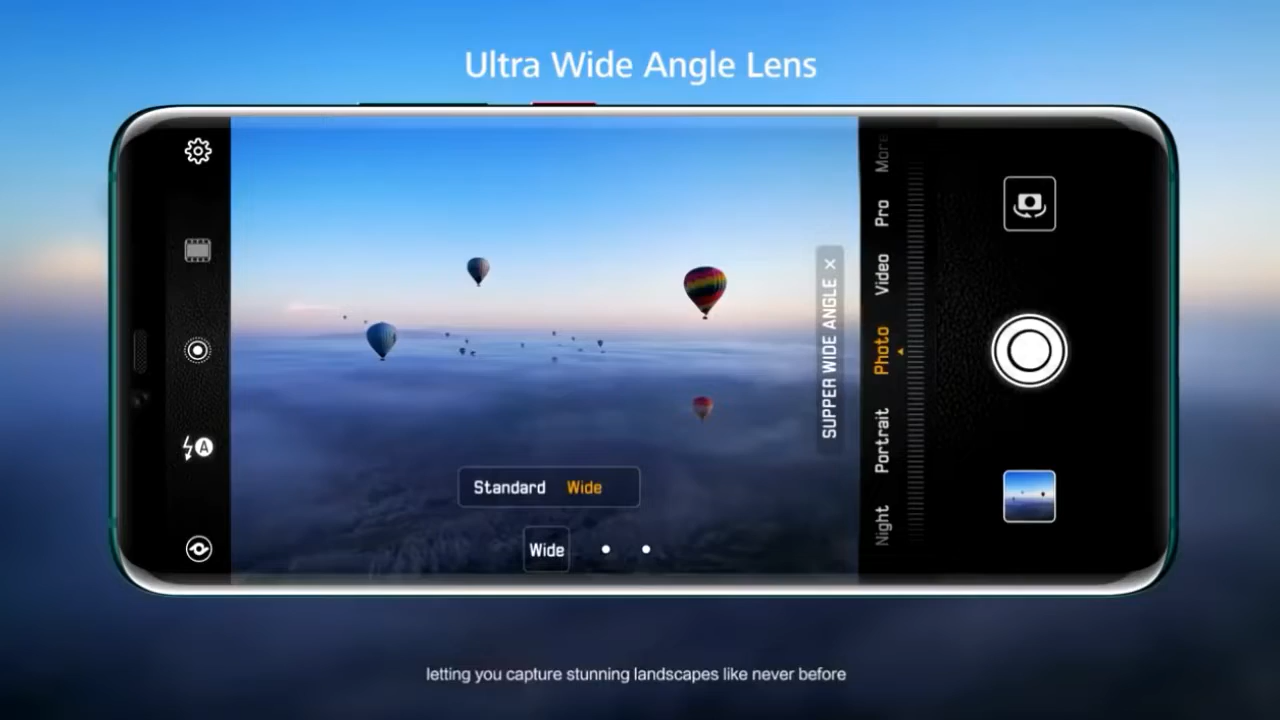 Ultra Wide Angle Lens
More
Pro
Video
Photo
Portrait
Night
SUPPER WIDE ANGLE X
A
Standard Wide
Wide
letting you capture stunning landscapes like never before